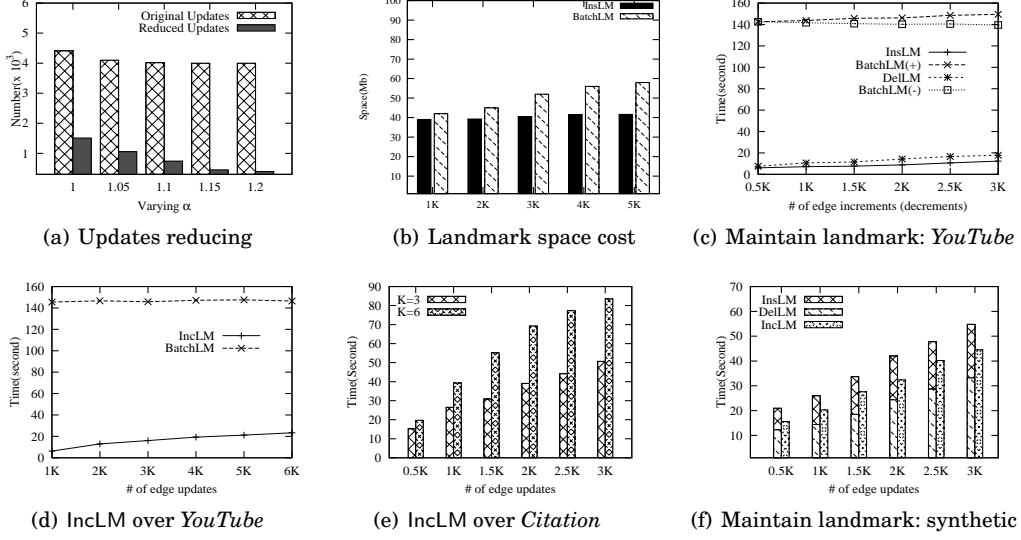 6
5
4
3
2
1
Number(x 10³)
Original Updates
Reduced Updates
1 1.05 1.1 1.15 1.2
Varying α
(a) Updates reducing
100
90
80
70
60
50
40
30
20
10
Space(Mb)
InsLM
BatchLM
1K 2K 3K 4K 5K
(b) Landmark space cost
160
140
120
100
80
60
40
20
0
Time(second)
InsLM
BatchLM(+)
DelLM
BatchLM(-)
0.5K 1K 1.5K 2K 2.5K 3K
# of edge increments (decrements)
(c) Maintain landmark: YouTube
160
140
120
100
80
60
40
20
0
Time(second)
IncLM
BatchLM
1K 2K 3K 4K 5K 6K
# of edge updates
(d) IncLM over YouTube
90
80
70
60
50
40
30
20
10
0
Time(Second)
K=3
K=6
0.5K 1K 1.5K 2K 2.5K 3K
# of edge updates
(e) IncLM over Citation
70
60
50
40
30
20
10
Time(Second)
InsLM
DelLM
IncLM
0.5K 1K 1.5K 2K 2.5K 3K
# of edge updates
(f) Maintain landmark: synthetic